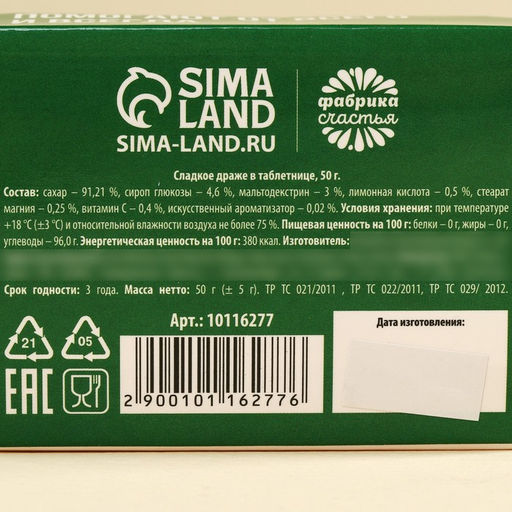 SIMA
LAND
SIMA-LAND.RU
фабрика
счастья
Сладкое драже в таблетнице, 50 г.
Состав: сахар – 91,21 %, сироп глюкозы – 4,6 %, мальтодекстрин – 3 %, лимонная кислота – 0,5 %, стеарат
магния – 0,25 %, витамин С – 0,4 %, искусственный ароматизатор – 0,02 %. Условия хранения: при температуре
+18 °С (±3 °С) и относительной влажности воздуха не более 75 %. Пищевая ценность на 100 г: белки – 0 г, жиры – 0 г,
углеводы – 96,0 г. Энергетическая ценность на 100 г: 380 ккал. Изготовитель:
Срок годности: 3 года. Масса нетто: 50 г (± 5 г). ТР ТС 021/2011 , ТР ТС 022/2011, ТР ТС 029/ 2012.
Арт.: 10116277
Дата изготовления:
21
05
EAC
2900101162776